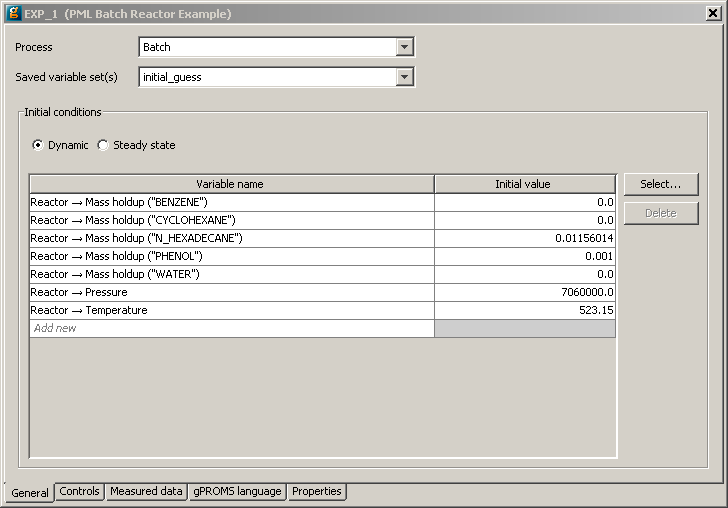 EXP_1 (PML Batch Reactor Example)
Process Batch
Saved variable set(s) initial_guess
Initial conditions
Dynamic Steady state
Variable name Initial value
Reactor → Mass holdup ("BENZENE") 0.0
Reactor → Mass holdup ("CYCLOHEXANE") 0.0
Reactor → Mass holdup ("N_HEXADECANE") 0.01156014
Reactor → Mass holdup ("PHENOL") 0.001
Reactor → Mass holdup ("WATER") 0.0
Reactor → Pressure 7060000.0
Reactor → Temperature 523.15
Add new
Select...
Delete
General Controls Measured data gPROMS language Properties